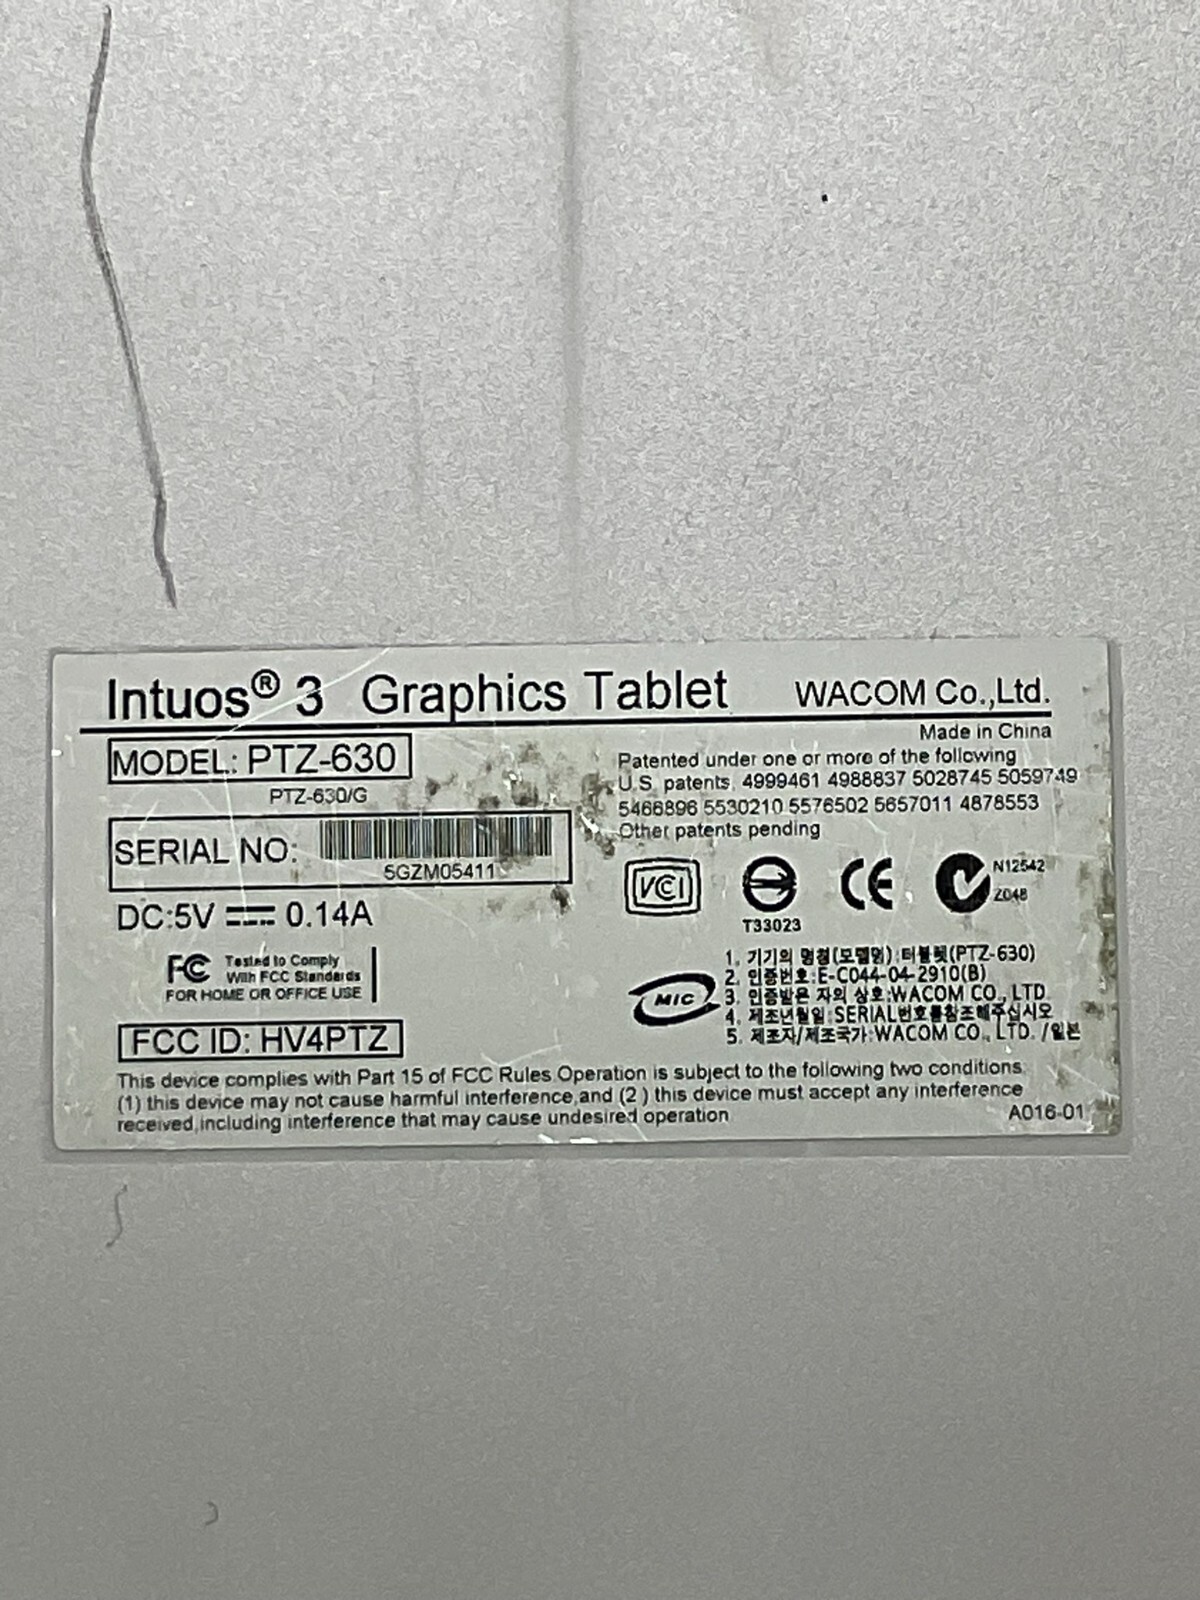 Intuos® 3 Graphics Tablet WACOM Co.,Ltd.
Made in China
MODEL: PTZ-630
PTZ-630/G
Patented under one or more of the following
U.S. patents, 4999461 4988837 5028745 5059749
5466896 5530210 5576502 5657011 4878553
Other patents pending
SERIAL NO:
5GZM05411
DC:5V 0.14A
VCI
T33023
CE
N12542
Z048
FC Tested to Comply
With FCC Standards
FOR HOME OR OFFICE USE
FCC ID: HV4PTZ
MIC
1. 기기의 명칭(모델명):터블렛(PTZ-630)
2. 인증번호:E-C044-04-2910(B)
3. 인증받은 자의 상호:WACOM CO., LTD.
4. 제조년월일:SERIAL번호를참조해주십시오
5. 제조자/제조국가:WACOM CO., LTD. /일본
This device complies with Part 15 of FCC Rules.Operation is subject to the following two conditions:
(1) this device may not cause harmful interference,and (2 ) this device must accept any interference
received,including interference that may cause undesired operation
A016-01